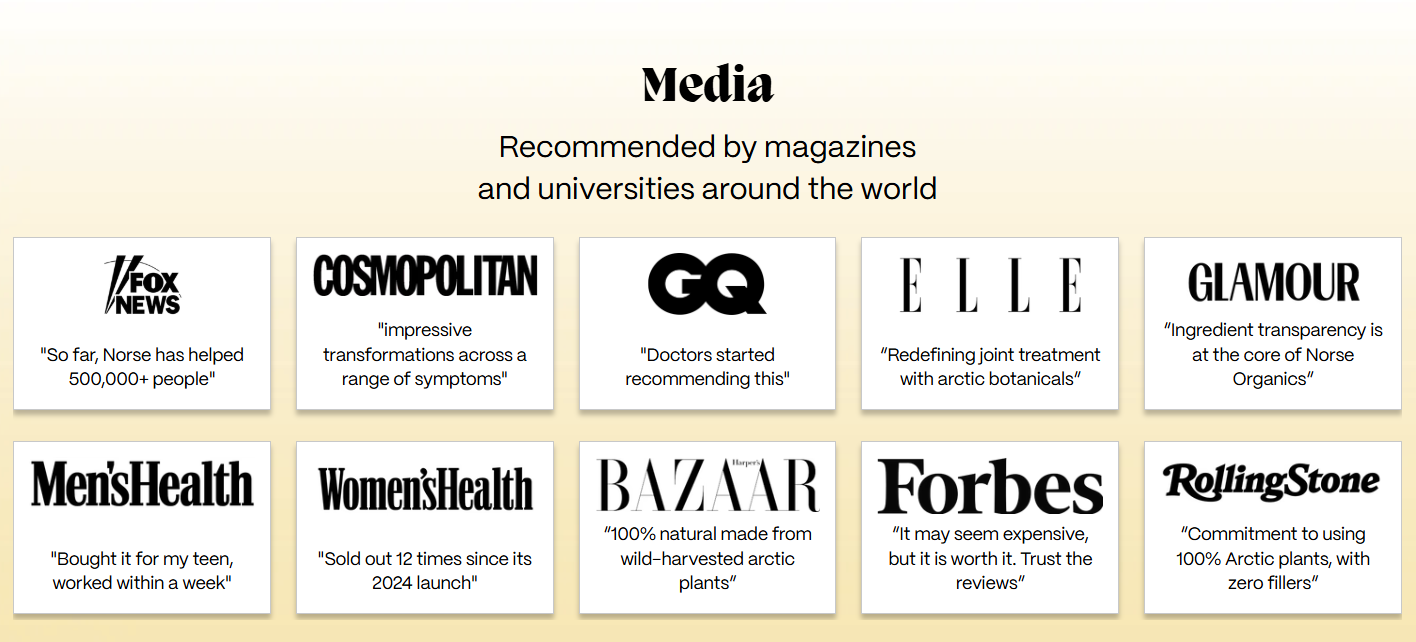 Media
Recommended by magazines
and universities around the world
FOX
NEWS
"So far, Norse has helped
500,000+ people"
COSMOPOLITAN
"impressive
transformations across a
range of symptoms"
GQ
"Doctors started
recommending this"
ELLE
“Redefining joint treatment
with arctic botanicals”
GLAMOUR
“Ingredient transparency is
at the core of Norse
Organics”
Men'sHealth
"Bought it for my teen,
worked within a week"
Women'sHealth
"Sold out 12 times since its
2024 launch"
Harper's
BAZAAR
“100% natural made from
wild-harvested arctic
plants”
Forbes
“It may seem expensive,
but it is worth it. Trust the
reviews”
RollingStone
“Commitment to using
100% Arctic plants, with
zero fillers”